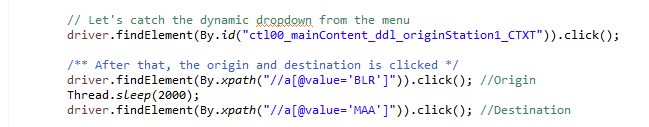 // Let's catch the dynamic dropdown from the menu
driver.findElement(By.id("ctl00_mainContent_ddl_originStation1_CTXT")).click();
/** After that, the origin and destination is clicked */
driver.findElement(By.xpath("//a[@value='BLR']")).click(); //Origin
Thread.sleep(2000);
driver.findElement(By.xpath("//a[@value='MAA']")).click(); //Destination